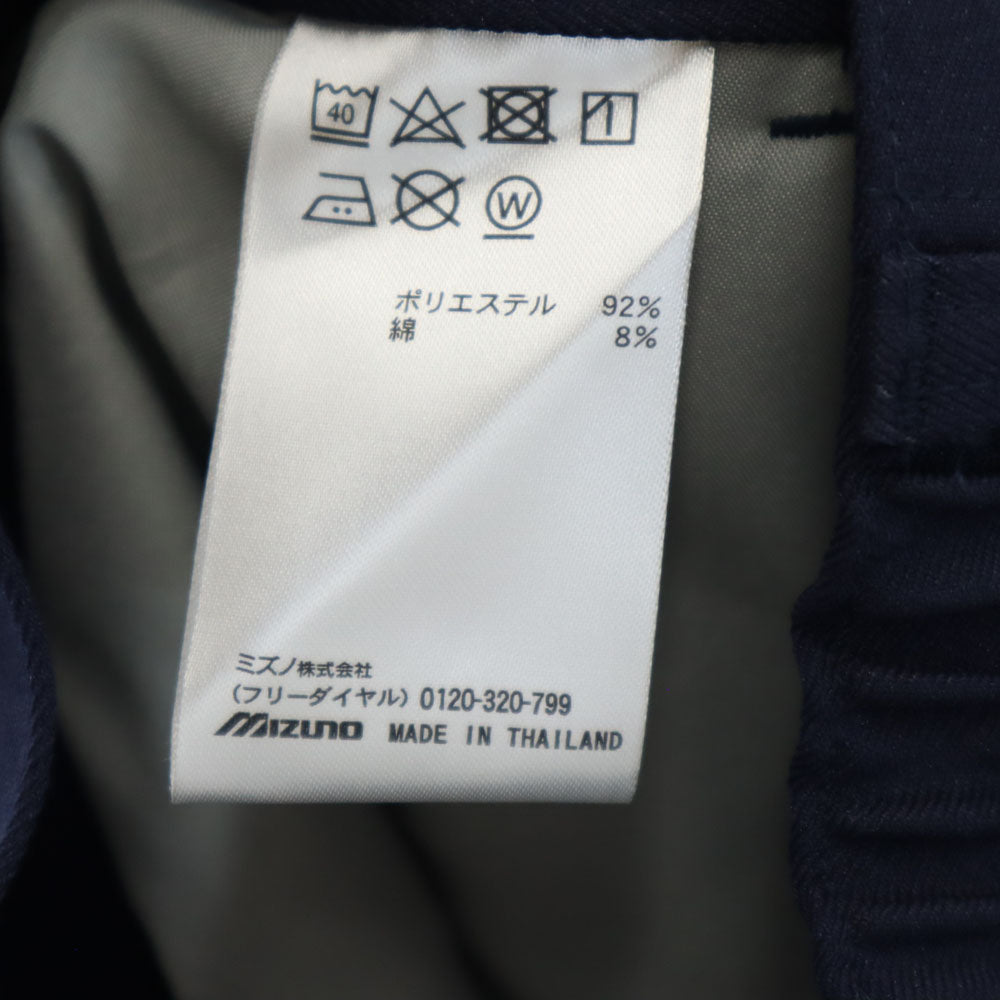 40
W
ポリエステル 92%
綿 8%
ミズノ株式会社
(フリーダイヤル) 0120-320-799
MIZUNO MADE IN THAILAND